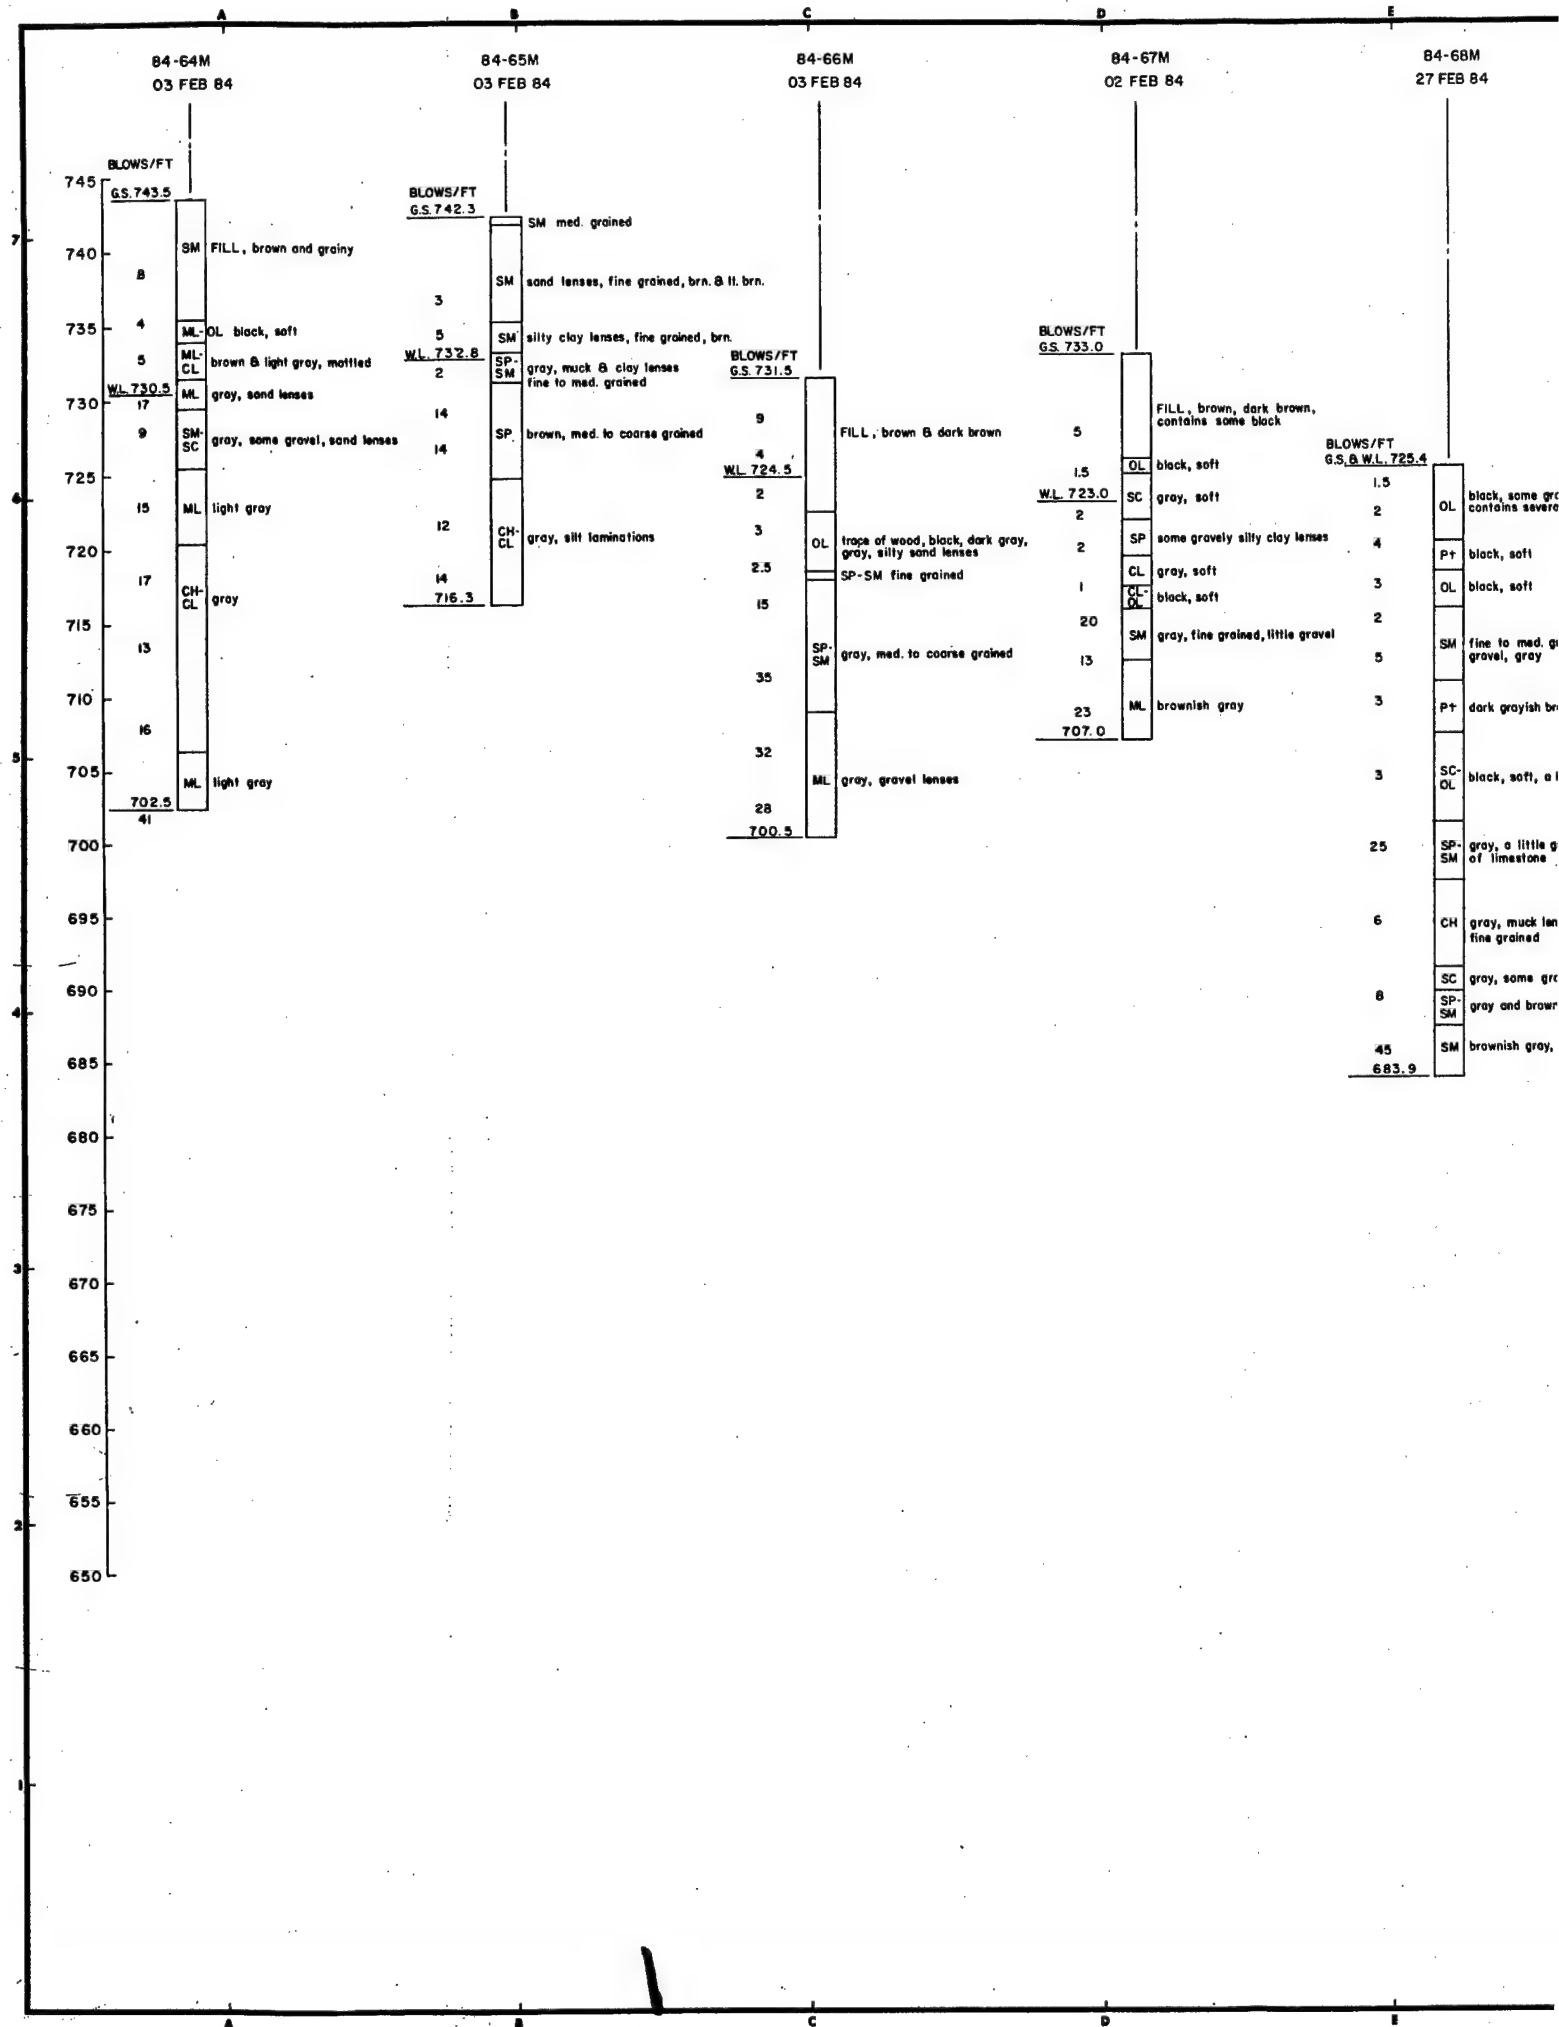 A B C D E
84-64M
03 FEB 84
84-65M
03 FEB 84
84-66M
03 FEB 84
84-67M
02 FEB 84
84-68M
27 FEB 84
7
6
5
4
3
2
1
745
740
735
730
725
720
715
710
705
700
695
690
685
680
675
670
665
660
655
650
BLOWS/FT
G.S. 743.5
SM FILL, brown and grainy
8
4
ML-OL black, soft
5
ML-CL brown & light gray, mottled
W.L. 730.5
ML gray, sand lenses
17
9
SM-SC gray, some gravel, sand lenses
15
ML light gray
17
CH-CL gray
13
16
ML light gray
702.5
41
BLOWS/FT
G.S. 742.3
SM med. grained
SM sand lenses, fine grained, brn. & lt. brn.
3
5
SM silty clay lenses, fine grained, brn.
W.L. 732.8
SP-SM gray, muck & clay lenses
fine to med. grained
2
14
SP brown, med. to coarse grained
14
12
CH-CL gray, silt laminations
14
716.3
BLOWS/FT
G.S. 731.5
9
FILL, brown & dark brown
4
W.L. 724.5
2
3
OL trace of wood, black, dark gray,
gray, silty sand lenses
2.5
SP-SM fine grained
15
SP-SM gray, med. to coarse grained
35
32
ML gray, gravel lenses
28
700.5
BLOWS/FT
G.S. 733.0
FILL, brown, dark brown,
contains some black
5
1.5
OL black, soft
W.L. 723.0
SC gray, soft
2
SP some gravely silty clay lenses
2
CL gray, soft
1
CL-OL black, soft
20
SM gray, fine grained, little gravel
13
23
ML brownish gray
707.0
BLOWS/FT
G.S. & W.L. 725.4
1.5
OL black, some gra
contains severa
2
4
Pt black, soft
3
OL black, soft
2
SM fine to med. gr
gravel, gray
5
3
Pt dark grayish br
3
SC-OL black, soft, a l
25
SP-SM gray, a little g
of limestone
6
CH gray, muck len
fine grained
SC gray, some gra
8
SP-SM gray and brown
45
SM brownish gray,
683.9
A B C D E